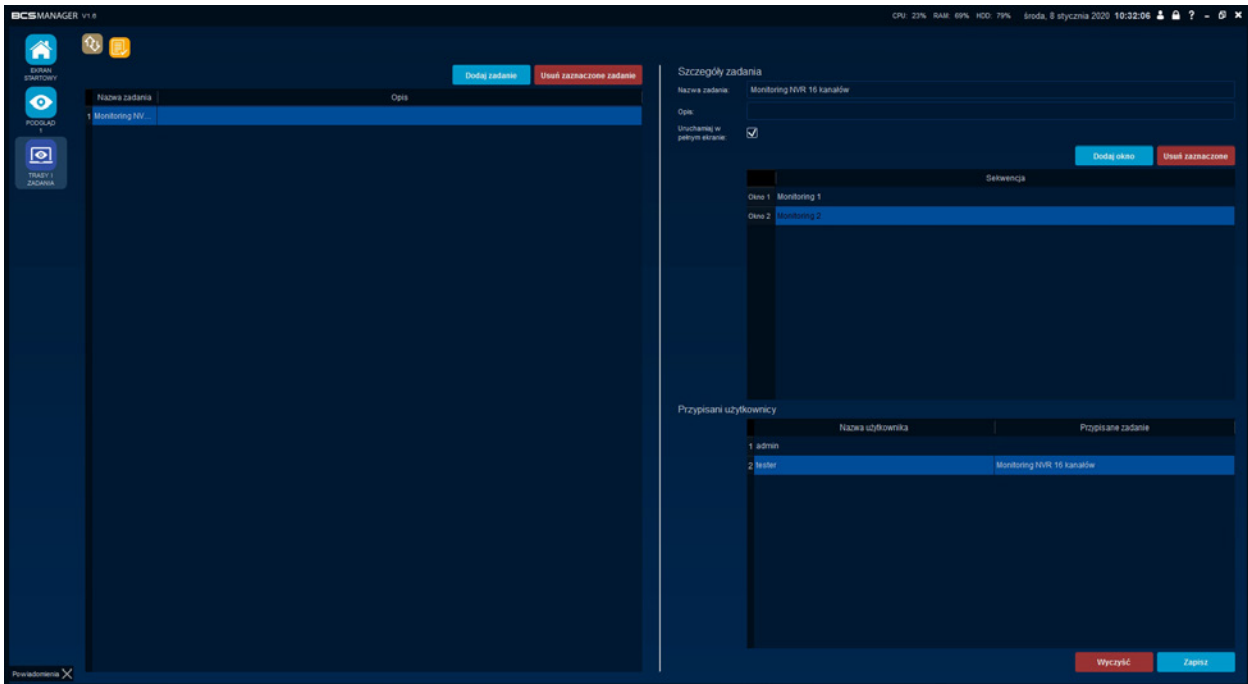 BCSMANAGER V1.8
CPU: 23% RAM: 69% HDD: 79% środa, 8 stycznia 2020 10:32:06 ?
EKRAN
STARTOWY
PODGLĄD
1
TRASY I
ZADANIA
Dodaj zadanie Usuń zaznaczone zadanie
Nazwa zadania Opis
1 Monitoring NV...
Szczegóły zadania
Nazwa zadania: Monitoring NVR 16 kanałów
Opis:
Uruchamiaj w
pełnym ekranie:
Dodaj okno Usuń zaznaczone
Sekwencja
Okno 1 Monitoring 1
Okno 2 Monitoring 2
Przypisani użytkownicy
Nazwa użytkownika Przypisane zadanie
1 admin
2 tester Monitoring NVR 16 kanałów
Wyczyść Zapisz
Powiadomienia